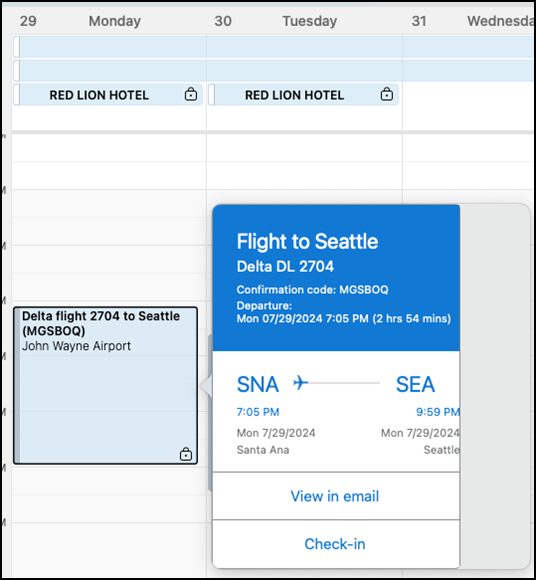 29 Monday 30 Tuesday 31 Wednesda
RED LION HOTEL RED LION HOTEL
Delta flight 2704 to Seattle
(MGSBOQ)
John Wayne Airport
Flight to Seattle
Delta DL 2704
Confirmation code: MGSBOQ
Departure:
Mon 07/29/2024 7:05 PM (2 hrs 54 mins)
SNA SEA
7:05 PM 9:59 PM
Mon 7/29/2024 Mon 7/29/2024
Santa Ana Seattle
View in email
Check-in